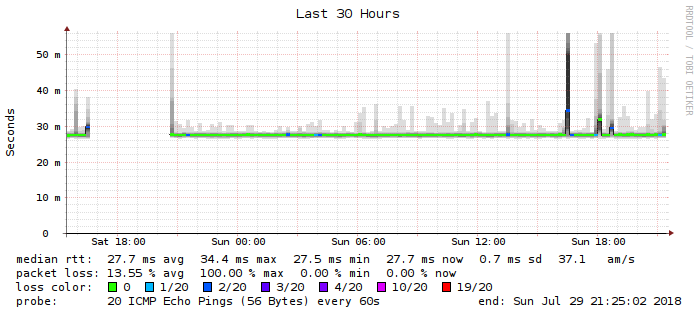 Last 30 Hours
RRDTOOL / TOBI OETIKER
Seconds
50 m
40 m
30 m
20 m
10 m
0
Sat 18:00 Sun 00:00 Sun 06:00 Sun 12:00 Sun 18:00
median rtt: 27.7 ms avg 34.4 ms max 27.5 ms min 27.7 ms now 0.7 ms sd 37.1 am/s
packet loss: 13.55 % avg 100.00 % max 0.00 % min 0.00 % now
loss color: 0 1/20 2/20 3/20 4/20 10/20 19/20
probe: 20 ICMP Echo Pings (56 Bytes) every 60s end: Sun Jul 29 21:25:02 2018